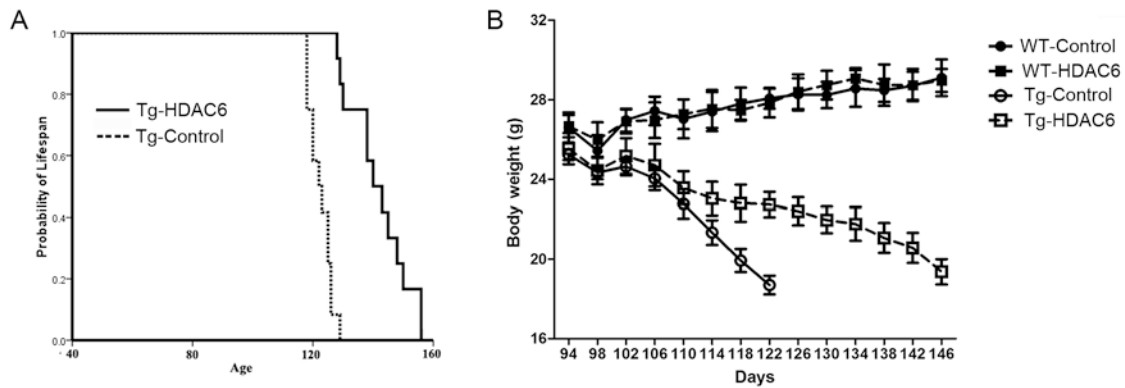 A
Probability of Lifespan
1.0
0.8
0.6
0.4
0.2
0.0
Tg-HDAC6
Tg-Control
40 80 120 160
Age
B
Body weight (g)
32
28
24
20
16
94 98 102 106 110 114 118 122 126 130 134 138 142 146
Days
WT-Control
WT-HDAC6
Tg-Control
Tg-HDAC6